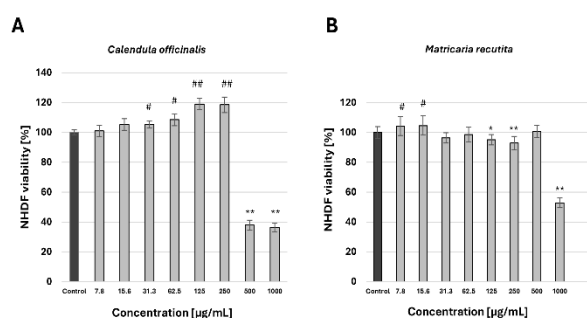 A
Calendula officinalis
NHDF viability [%]
140
120
100
80
60
40
20
0
# # ## ## ** **
Control 7.8 15.6 31.3 62.5 125 250 500 1000
Concentration [µg/mL]
B
Matricaria recutita
NHDF viability [%]
140
120
100
80
60
40
20
0
# # * ** **
Control 7.8 15.6 31.3 62.5 125 250 500 1000
Concentration [µg/mL]